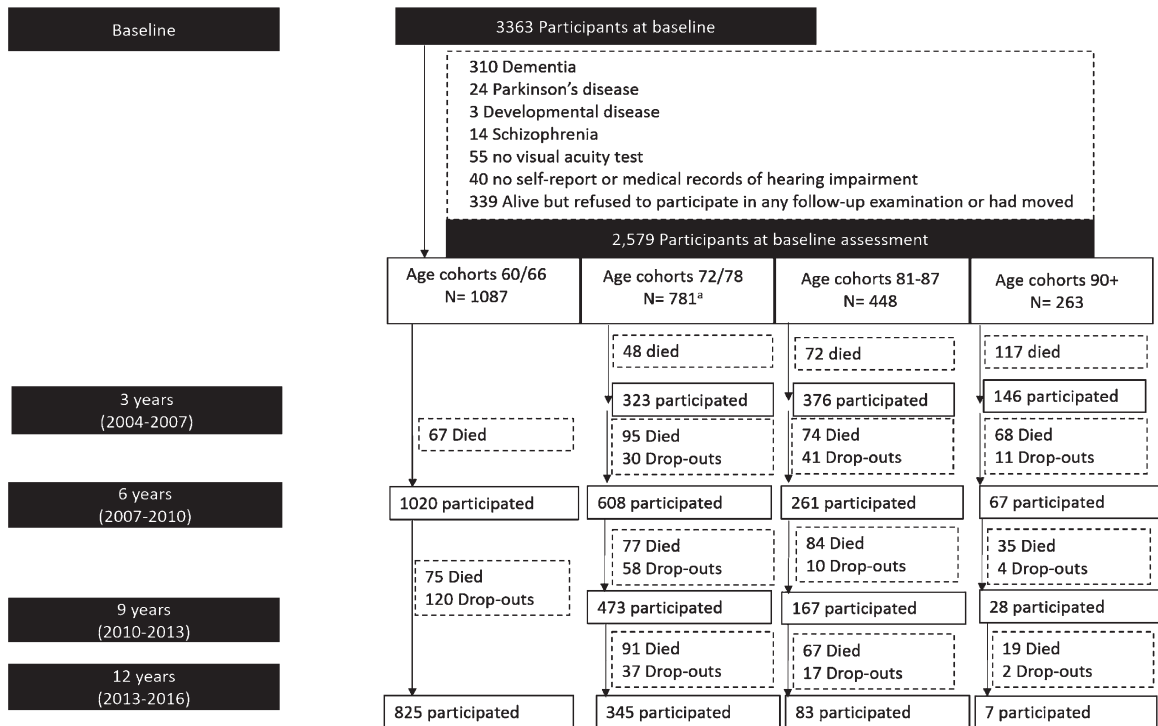 Baseline
3363 Participants at baseline
310 Dementia
24 Parkinson's disease
3 Developmental disease
14 Schizophrenia
55 no visual acuity test
40 no self-report or medical records of hearing impairment
339 Alive but refused to participate in any follow-up examination or had moved
2,579 Participants at baseline assessment
Age cohorts 60/66
N= 1087
Age cohorts 72/78
N= 781ª
Age cohorts 81-87
N= 448
Age cohorts 90+
N= 263
48 died
72 died
117 died
3 years
(2004-2007)
323 participated
376 participated
146 participated
67 Died
95 Died
30 Drop-outs
74 Died
41 Drop-outs
68 Died
11 Drop-outs
6 years
(2007-2010)
1020 participated
608 participated
261 participated
67 participated
75 Died
120 Drop-outs
77 Died
58 Drop-outs
84 Died
10 Drop-outs
35 Died
4 Drop-outs
9 years
(2010-2013)
473 participated
167 participated
28 participated
91 Died
37 Drop-outs
67 Died
17 Drop-outs
19 Died
2 Drop-outs
12 years
(2013-2016)
825 participated
345 participated
83 participated
7 participated